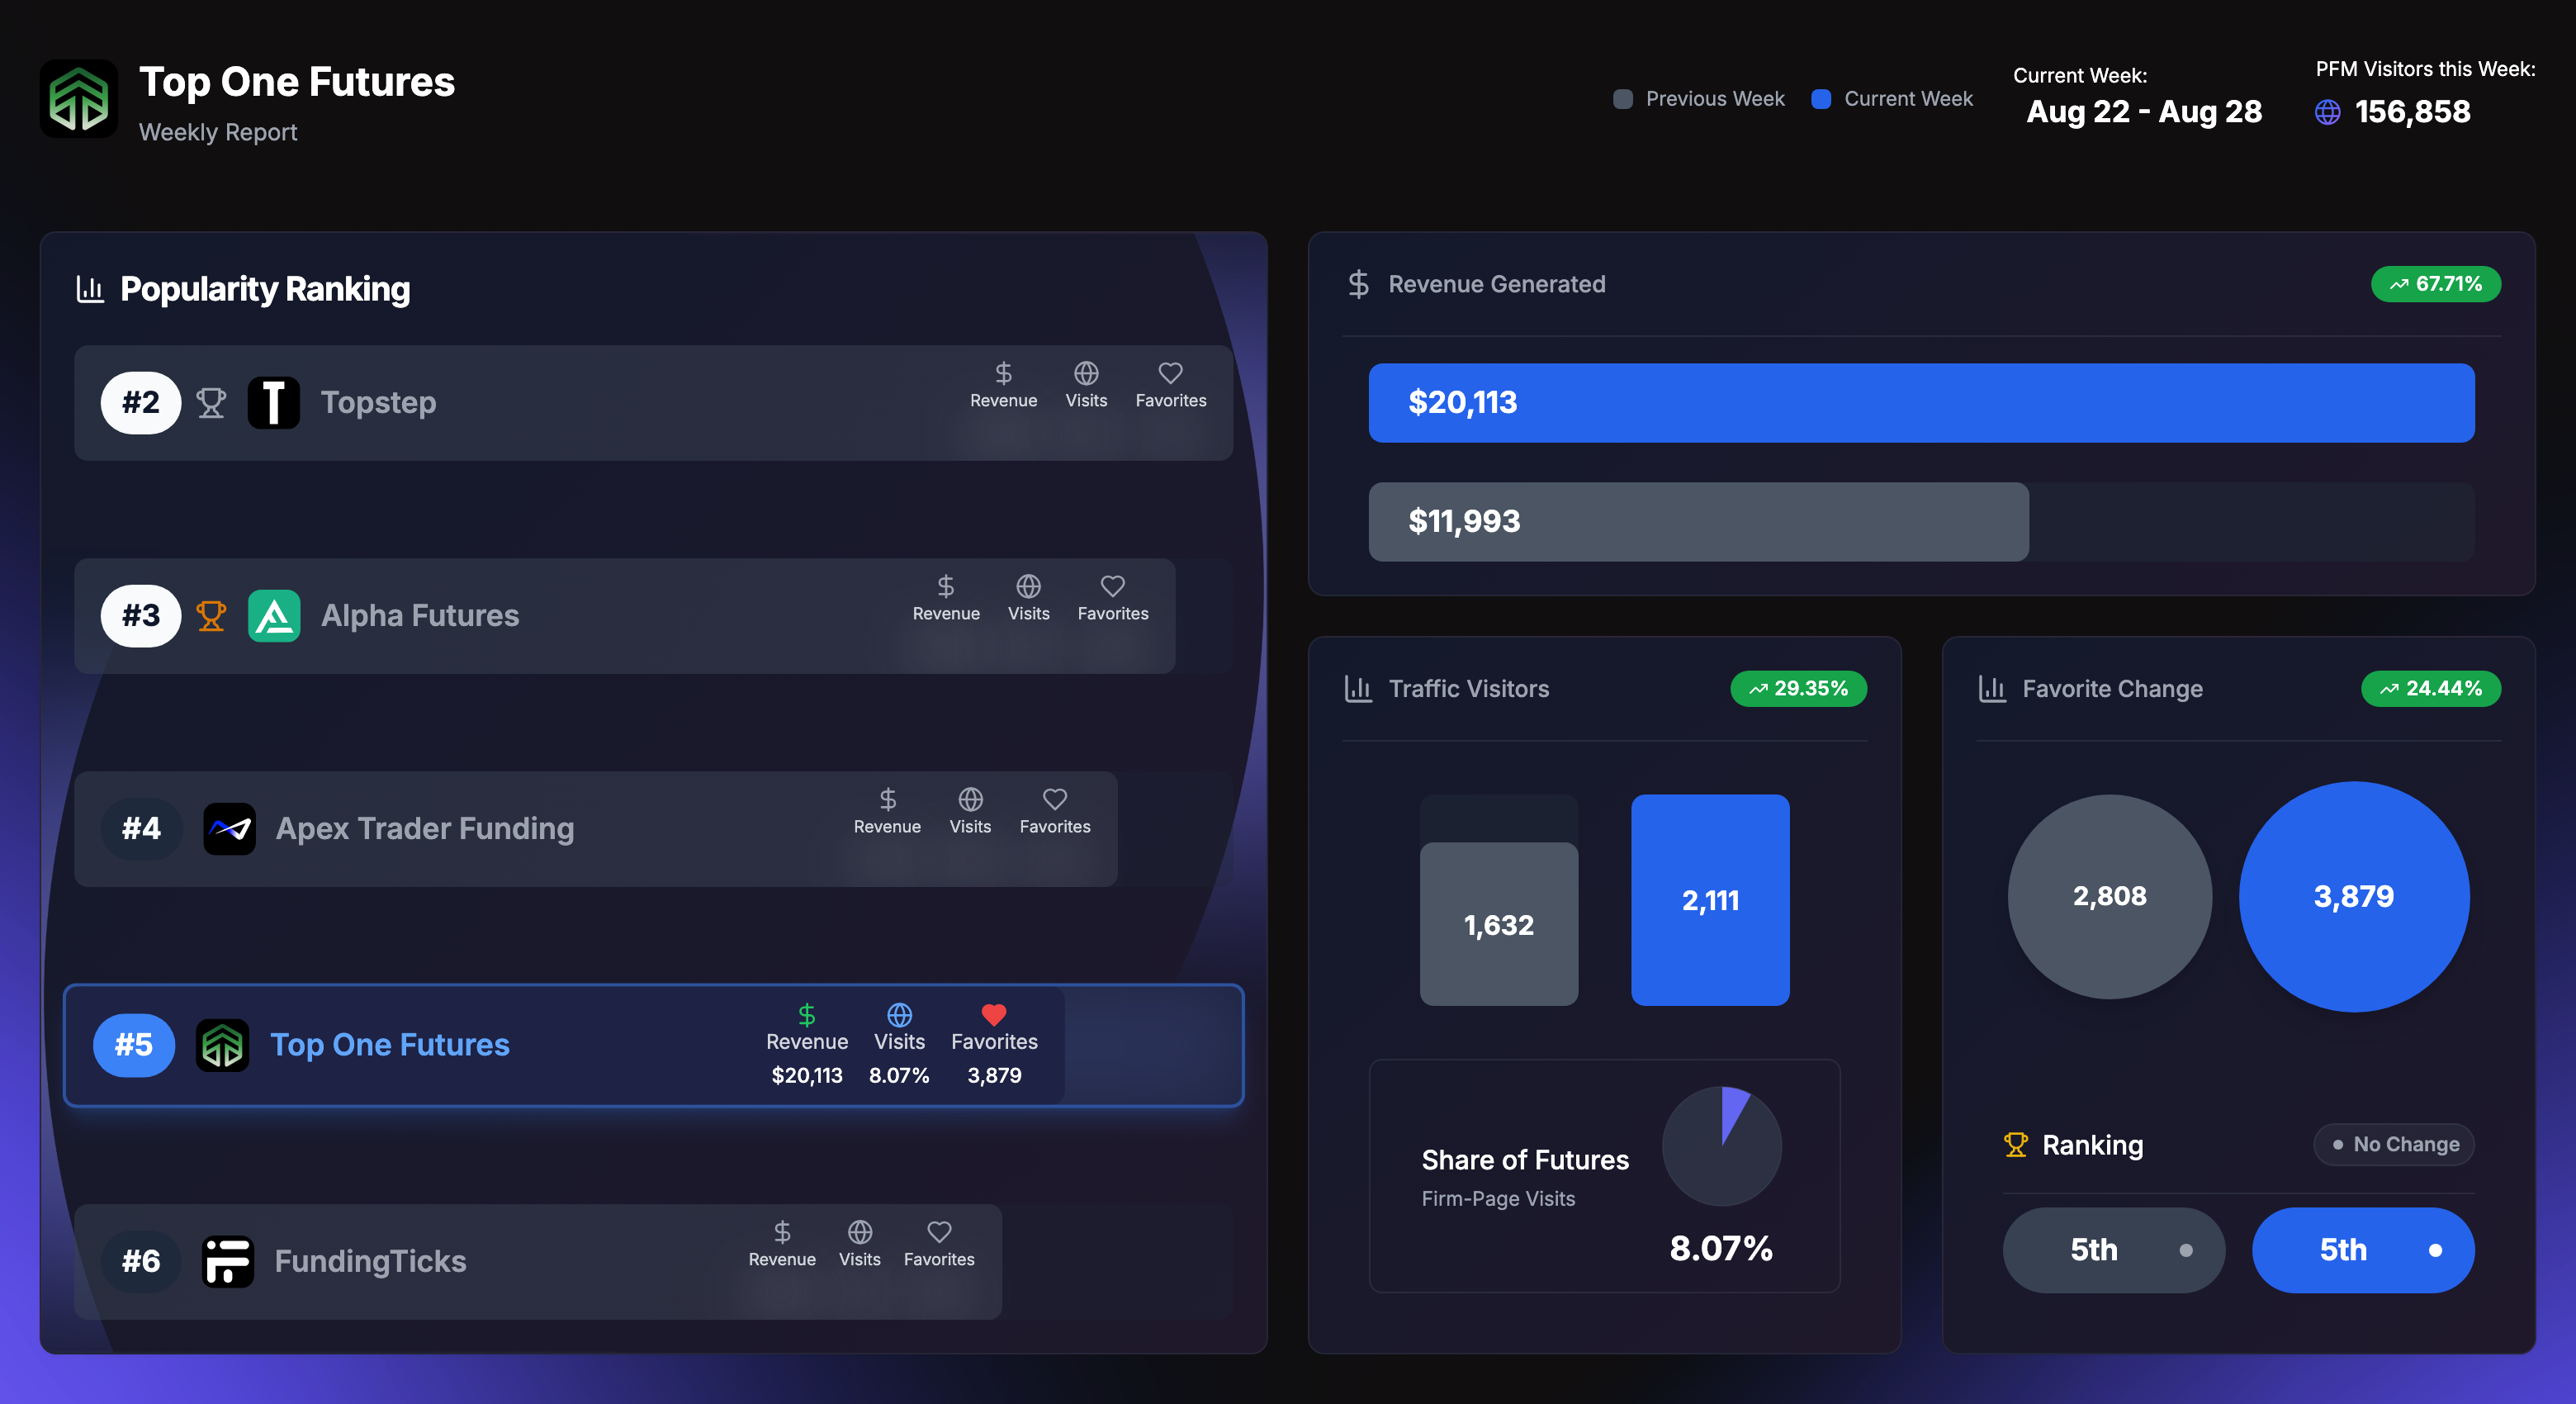 Top One Futures
Weekly Report
Previous Week
Current Week
Current Week:
Aug 22 - Aug 28
PFM Visitors this Week:
156,858
Popularity Ranking
#2
Topstep
Revenue Visits Favorites
#3
Alpha Futures
Revenue Visits Favorites
#4
Apex Trader Funding
Revenue Visits Favorites
#5
Top One Futures
Revenue Visits Favorites
$20,113 8.07% 3,879
#6
FundingTicks
Revenue Visits Favorites
Revenue Generated
67.71%
$20,113
$11,993
Traffic Visitors
29.35%
1,632
2,111
Share of Futures
Firm-Page Visits
8.07%
Favorite Change
24.44%
2,808
3,879
Ranking
No Change
5th
5th